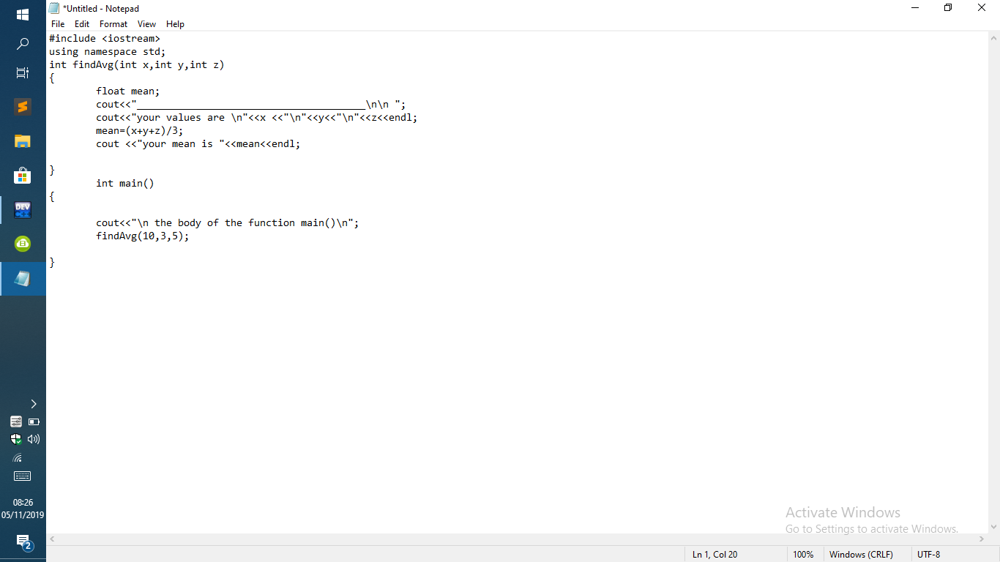 *Untitled - Notepad
File Edit Format View Help
#include <iostream>
using namespace std;
int findAvg(int x,int y,int z)
{
float mean;
cout<<"_______________________________________\n\n ";
cout<<"your values are \n"<<x <<"\n"<<y<<"\n"<<z<<endl;
mean=(x+y+z)/3;
cout <<"your mean is "<<mean<<endl;
}
int main()
{
cout<<"\n the body of the function main()\n";
findAvg(10,3,5);
}
DEV
C++
B
08:26
05/11/2019
2
Activate Windows
Go to Settings to activate Windows.
Ln 1, Col 20 100% Windows (CRLF) UTF-8